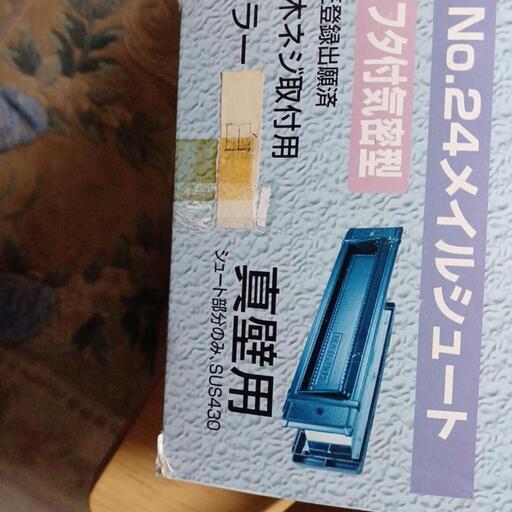 No.24メイルシュート
フタ付気密型
登録出願済
木ネジ取付用
ラー
真壁用
シュート部分のみ、SUS430